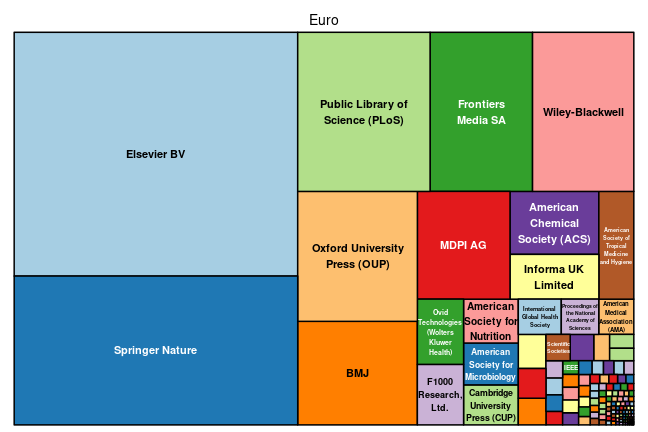 Euro
Elsevier BV
Springer Nature
Public Library of
Science (PLoS)
Frontiers
Media SA
Wiley-Blackwell
Oxford University
Press (OUP)
BMJ
MDPI AG
American
Chemical
Society (ACS)
Informa UK
Limited
American
Society of
Tropical
Medicine
and Hygiene
Ovid
Technologies
(Wolters
Kluwer
Health)
F1000
Research,
Ltd.
American
Society for
Nutrition
American
Society for
Microbiology
Cambridge
University
Press (CUP)
International
Global Health
Society
Proceedings of
the National
Academy of
Sciences
American
Medical
Association
(AMA)
Scientific
Societies
IEEE